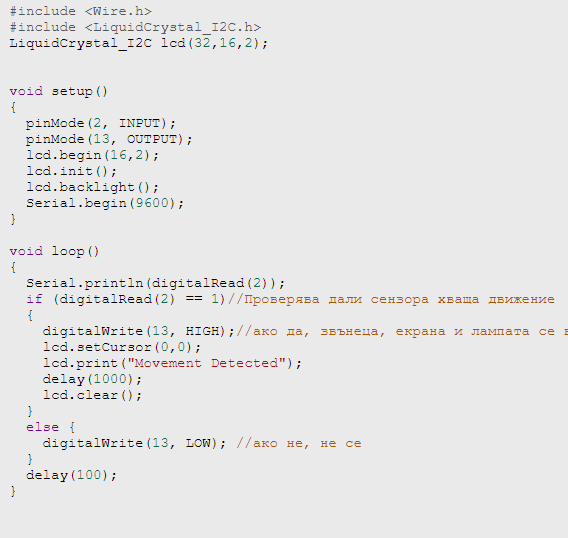 #include <Wire.h>
#include <LiquidCrystal_I2C.h>
LiquidCrystal_I2C lcd(32,16,2);
void setup()
{
pinMode(2, INPUT);
pinMode(13, OUTPUT);
lcd.begin(16,2);
lcd.init();
lcd.backlight();
Serial.begin(9600);
}
void loop()
{
Serial.println(digitalRead(2));
if (digitalRead(2) == 1)//Проверява дали сензора хваща движение
{
digitalWrite(13, HIGH);//ако да, звънеца, екрана и лампата се
lcd.setCursor(0,0);
lcd.print("Movement Detected");
delay(1000);
lcd.clear();
}
else {
digitalWrite(13, LOW); //ако не, не се
}
delay(100);
}